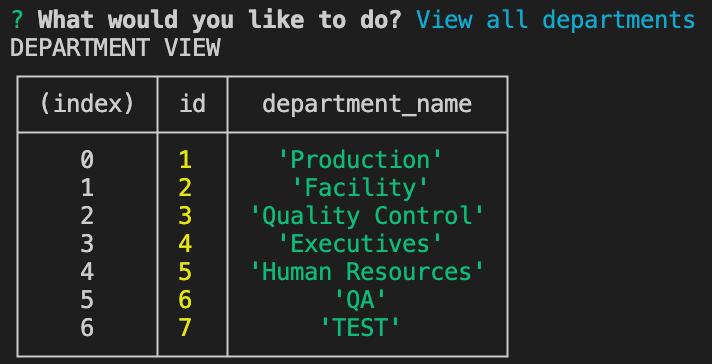 ? What would you like to do? View all departments
DEPARTMENT VIEW
(index) id department_name
0 1 'Production'
1 2 'Facility'
2 3 'Quality Control'
3 4 'Executives'
4 5 'Human Resources'
5 6 'QA'
6 7 'TEST'